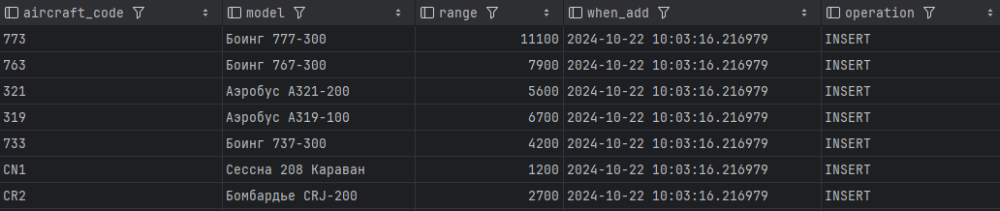 aircraft_code model range when_add operation
773 Боинг 777-300 11100 2024-10-22 10:03:16.216979 INSERT
763 Боинг 767-300 7900 2024-10-22 10:03:16.216979 INSERT
321 Аэробус A321-200 5600 2024-10-22 10:03:16.216979 INSERT
319 Аэробус A319-100 6700 2024-10-22 10:03:16.216979 INSERT
733 Боинг 737-300 4200 2024-10-22 10:03:16.216979 INSERT
CN1 Сессна 208 Караван 1200 2024-10-22 10:03:16.216979 INSERT
CR2 Бомбардье CRJ-200 2700 2024-10-22 10:03:16.216979 INSERT